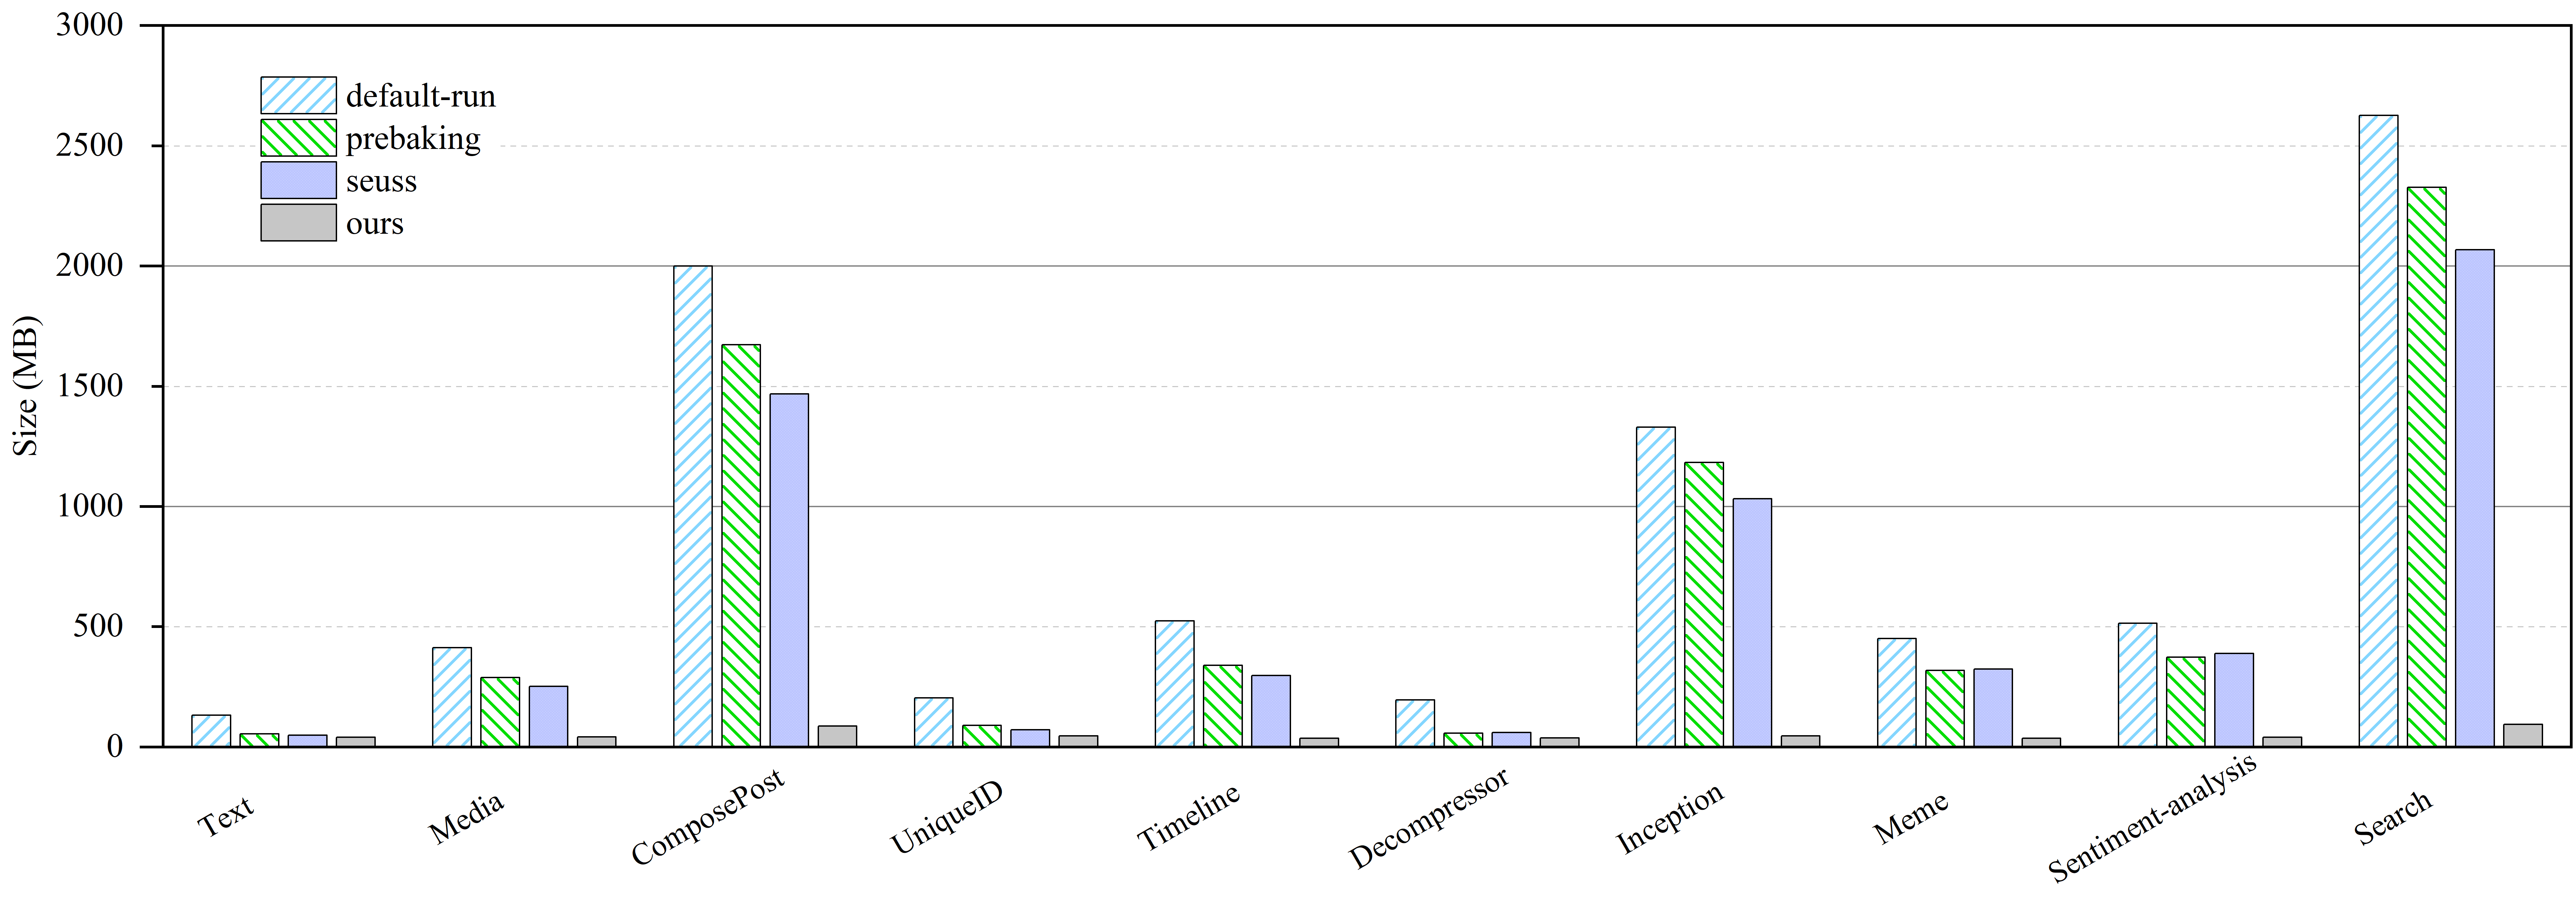 3000
2500
2000
1500
1000
500
0
Size (MB)
default-run
prebaking
seuss
ours
Text
Media
ComposePost
UniqueID
Timeline
Decompressor
Inception
Meme
Sentiment-analysis
Search